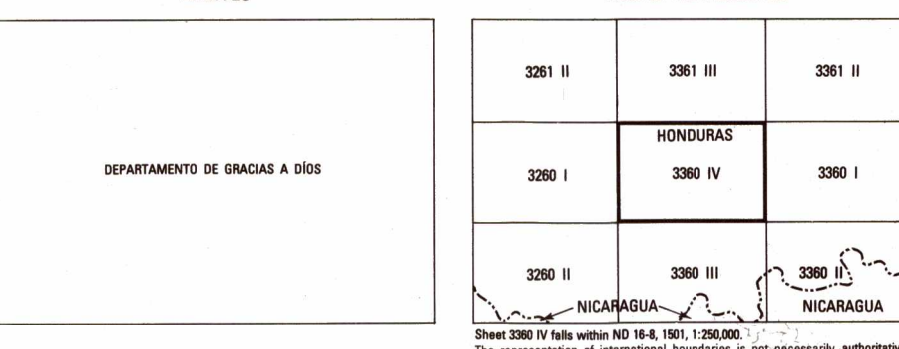 DEPARTAMENTO DE GRACIAS A DÍOS
3261 II
3361 III
3361 II
HONDURAS
3260 I
3360 IV
3360 I
3260 II
3360 III
3360 II
NICARAGUA
NICARAGUA
Sheet 3360 IV falls within ND 16-8, 1501, 1:250,000.
The representation of international boundaries is not necessarily authoritative